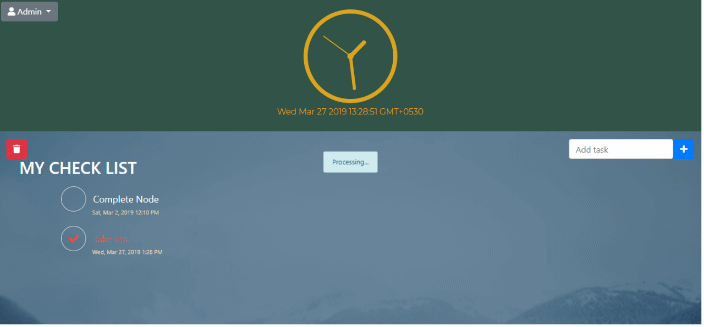 Admin
Wed Mar 27 2019 13:28:51 GMT+0530
Add task
Processing...
MY CHECK LIST
Complete Node
Sat, Mar 2, 2019 12:10 PM
Wed, Mar 27, 2019 1:28 PM